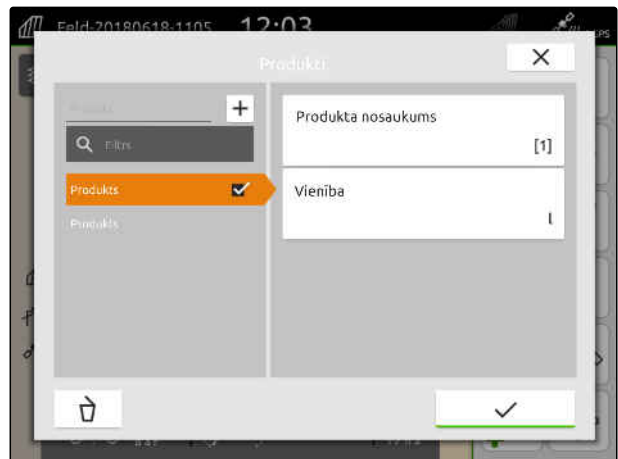 Feld-20180618-1105 12:03
Produkti
Produkts
+
Filtrs
Produkta nosaukums
[1]
Produkts
Vienība
l
Produkts